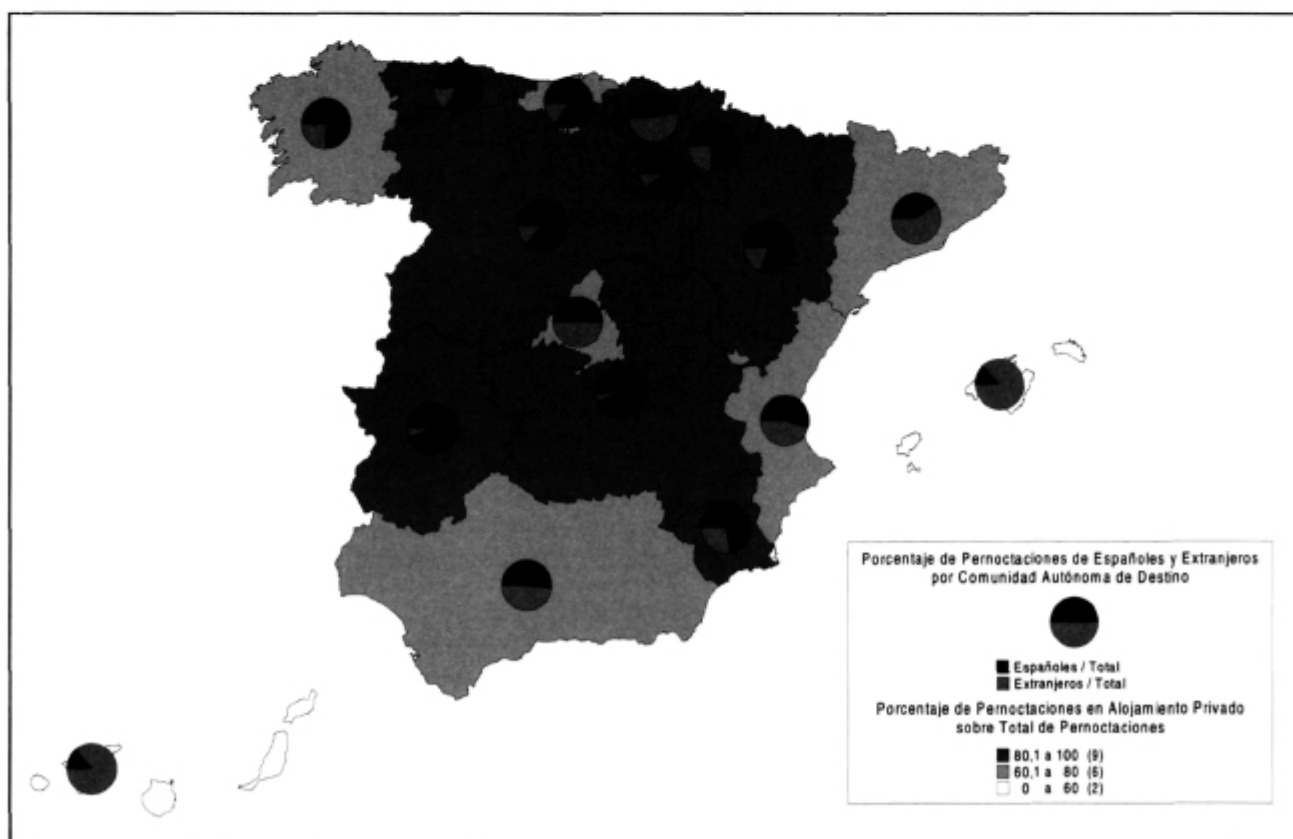 Porcentaje de Pernoctaciones de Españoles y Extranjeros
por Comunidad Autónoma de Destino
Españoles / Total
Extranjeros / Total
Porcentaje de Pernoctaciones en Alojamiento Privado
sobre Total de Pernoctaciones
80,1 a 100 (9)
60,1 a 80 (6)
0 a 60 (2)